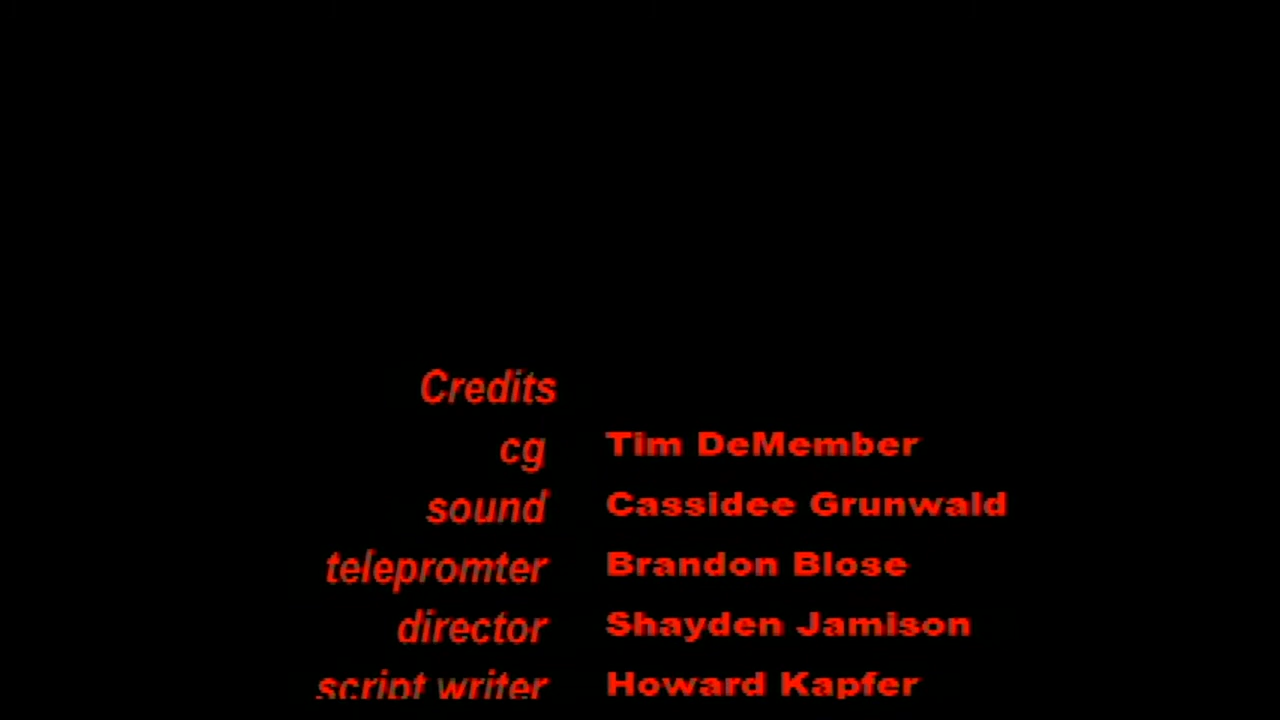 Credits
cg Tim DeMember
sound Cassidee Grunwald
telepromter Brandon Blose
director Shayden Jamison
script writer Howard Kapfer